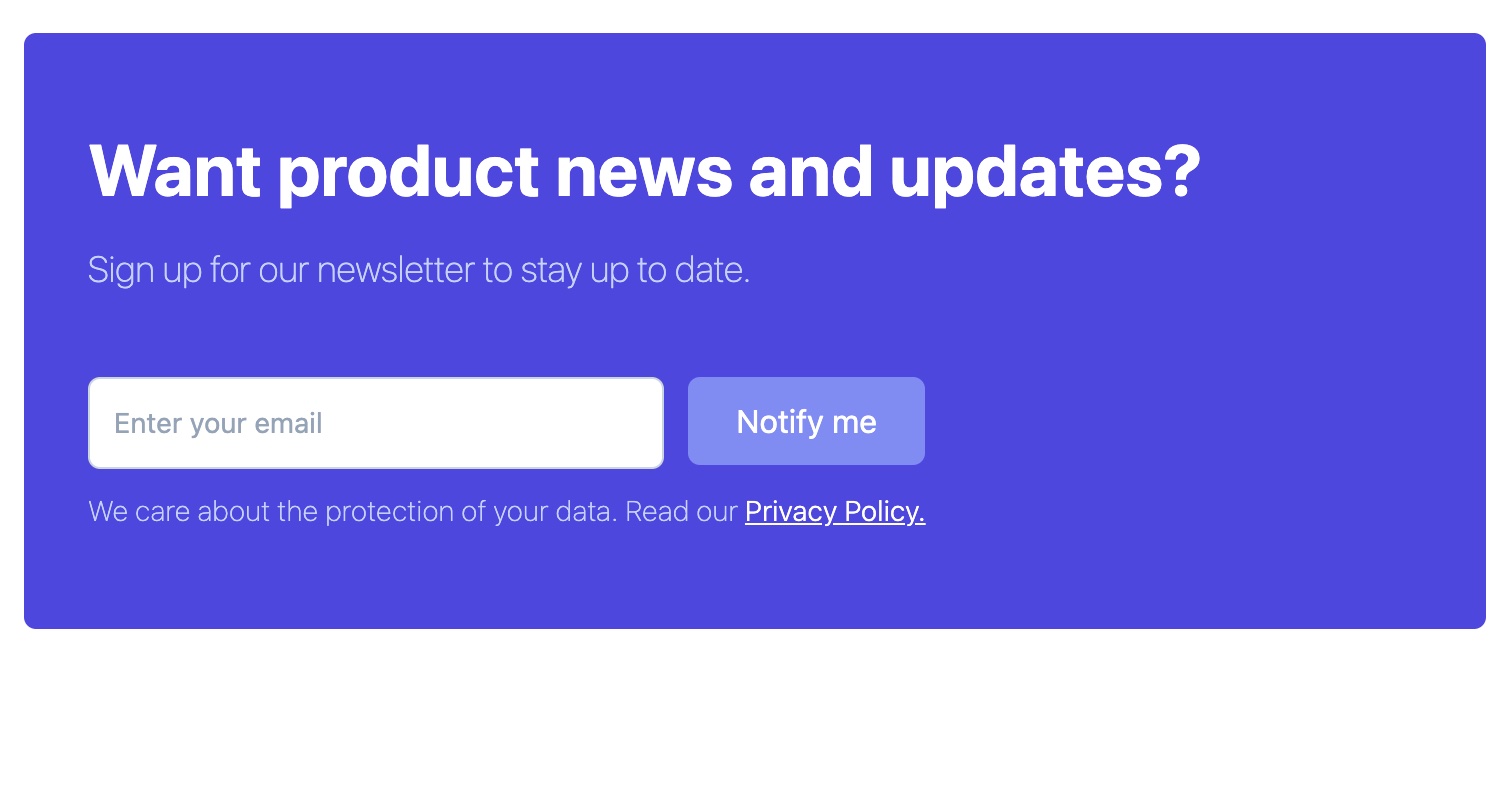 Want product news and updates?
Sign up for our newsletter to stay up to date.
Enter your email
Notify me
We care about the protection of your data. Read our Privacy Policy.